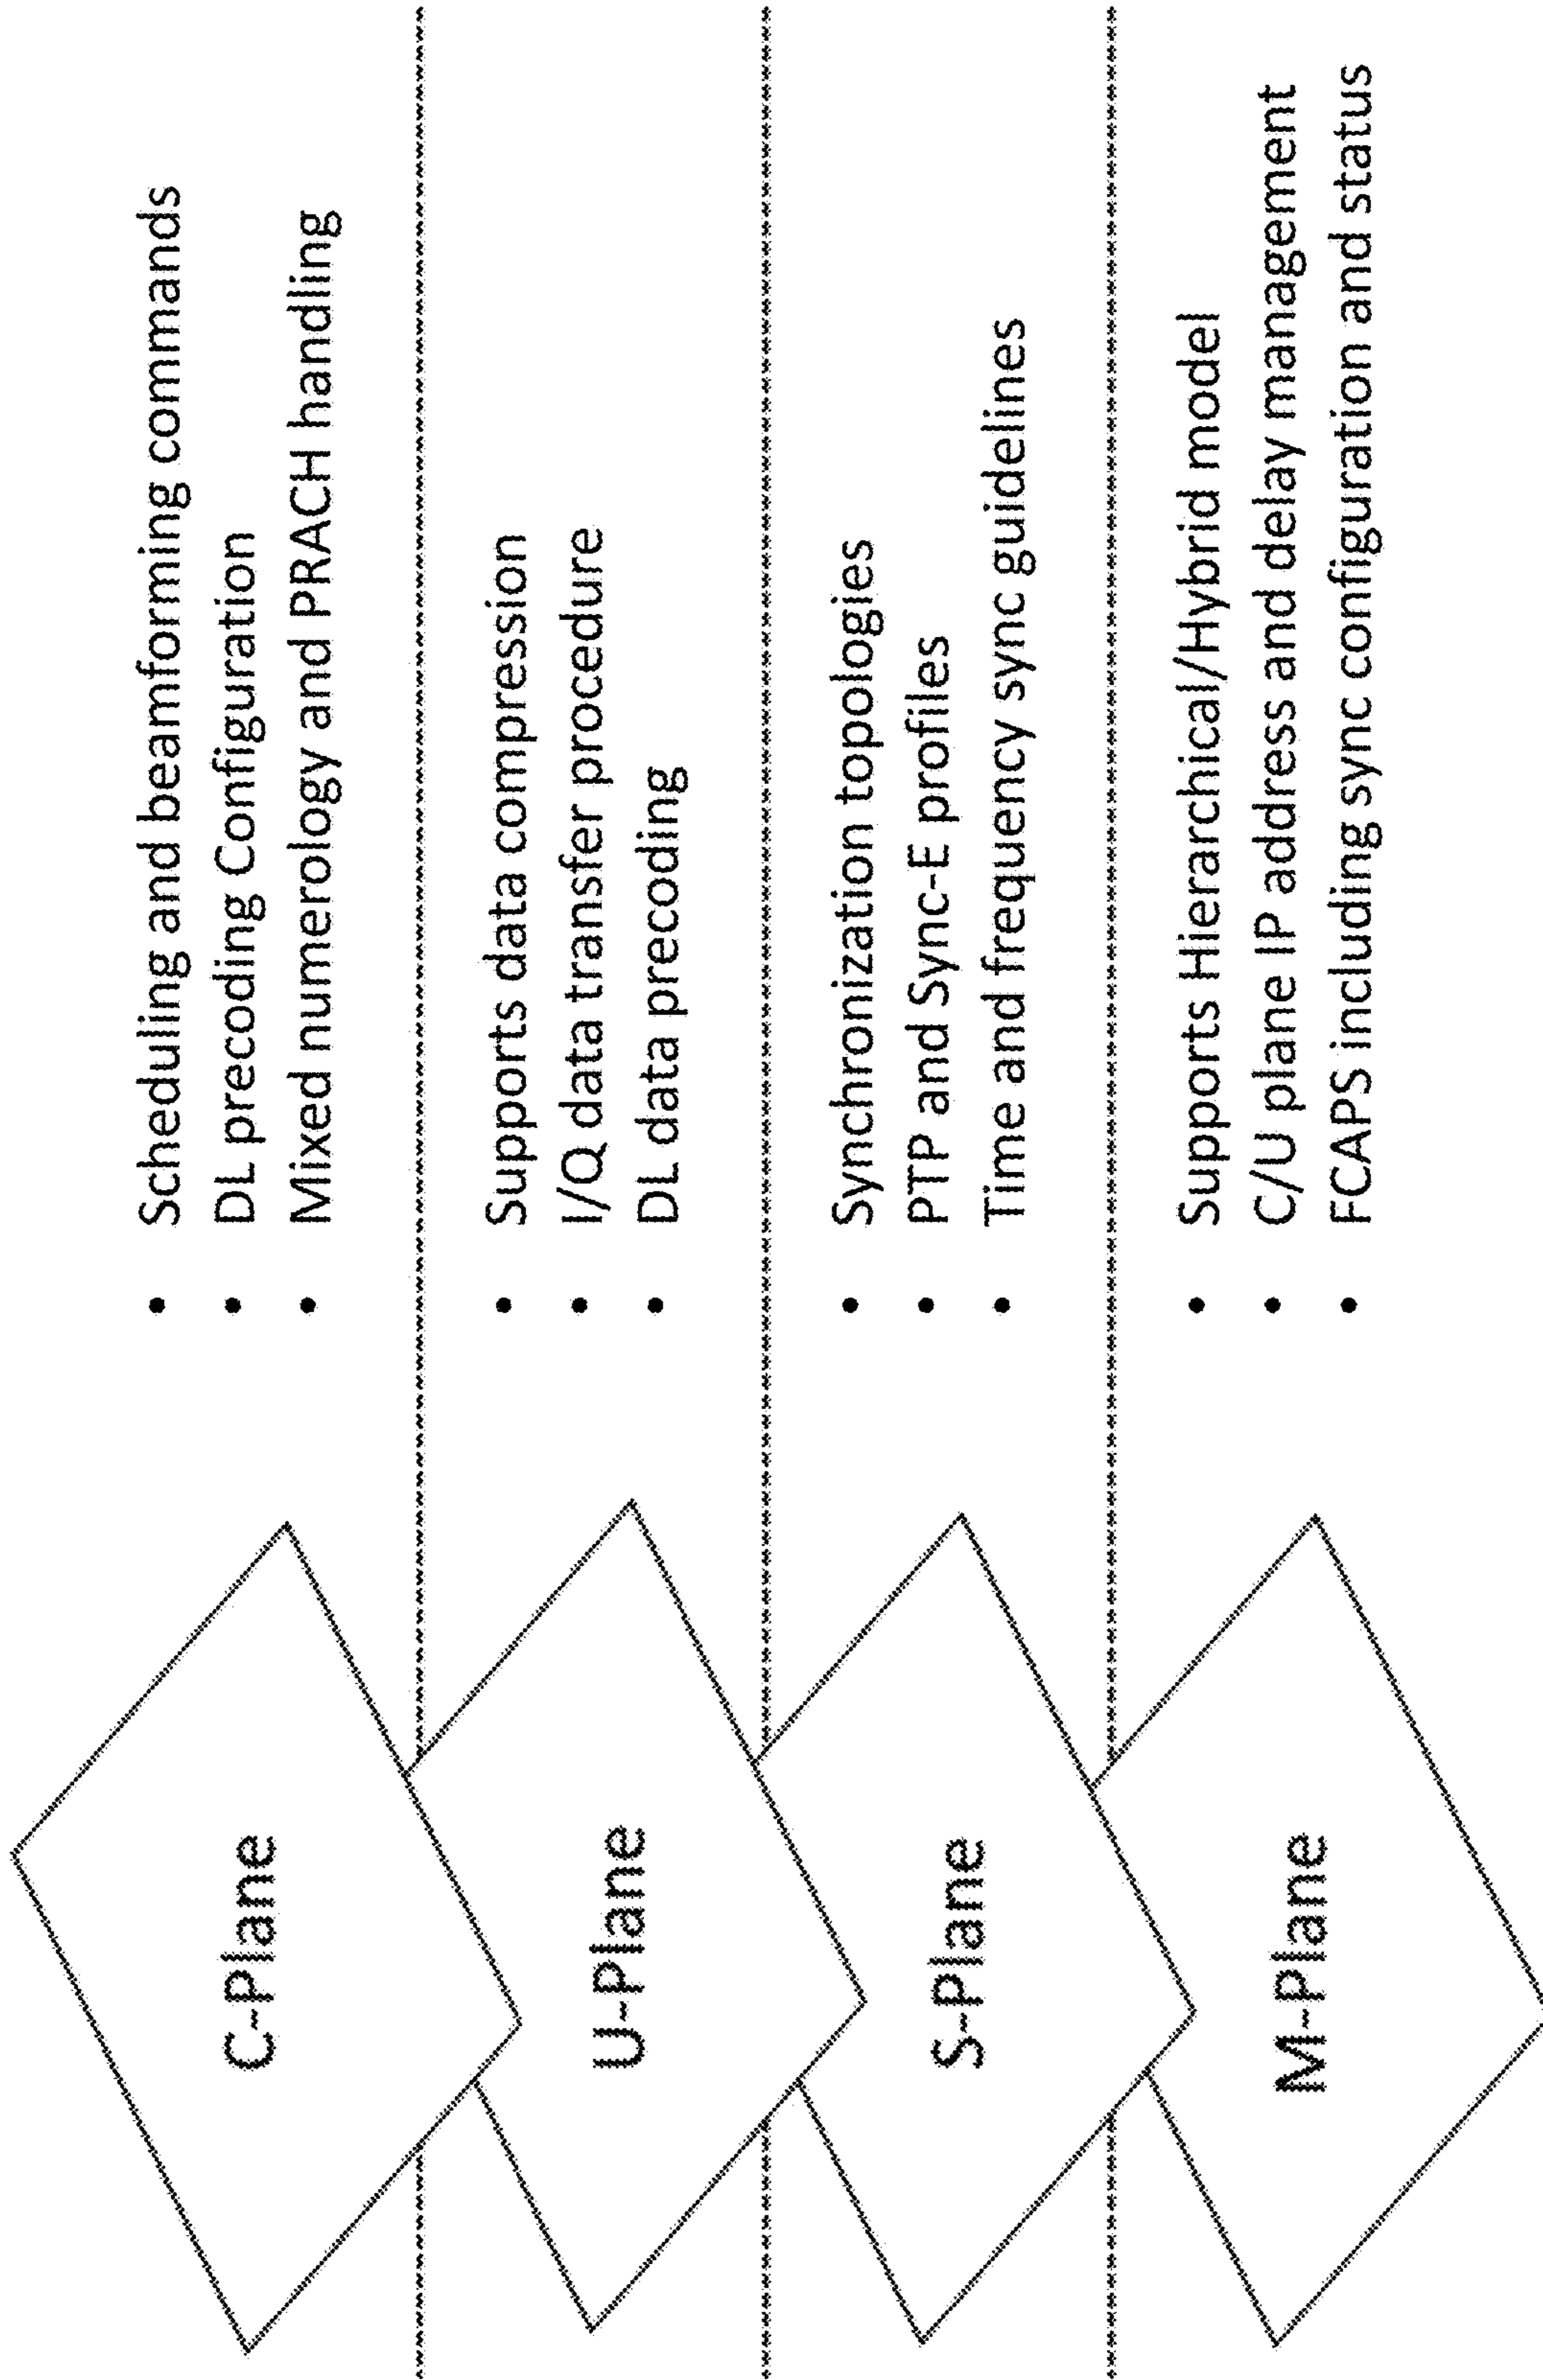 C-Plane
• Scheduling and beamforming commands
• DL precoding Configuration
• Mixed numerology and PRACH handling
U-Plane
• Supports data compression
• I/Q data transfer procedure
• DL data precoding
S-Plane
• Synchronization topologies
• PTP and Sync-E profiles
• Time and frequency sync guidelines
M-Plane
• Supports Hierarchical/Hybrid model
• C/U plane IP address and delay management
• FCAPS including sync configuration and status